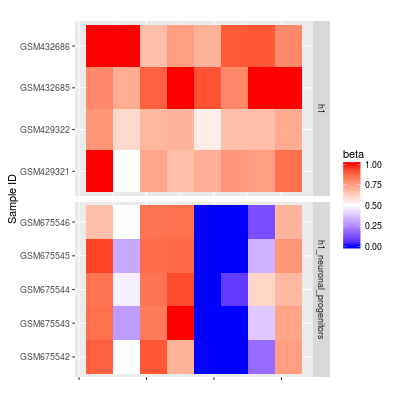 Sample ID
GSM432686
GSM432685
GSM429322
GSM429321
h1
GSM675546
GSM675545
GSM675544
GSM675543
GSM675542
h1_neuronal_progenitors
beta
1.00
0.75
0.50
0.25
0.00